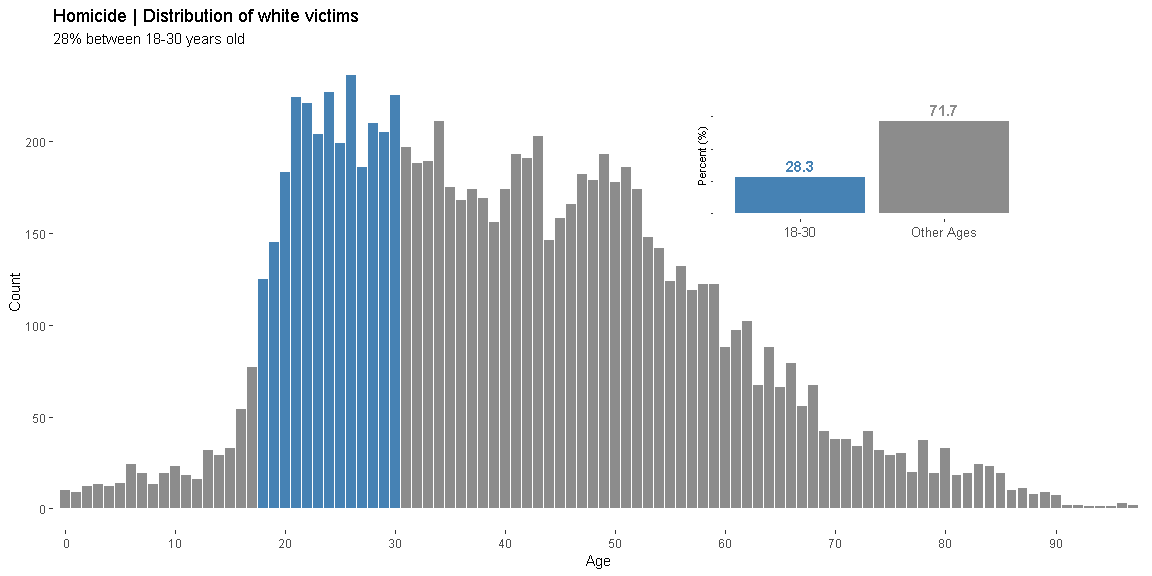 Homicide | Distribution of white victims
28% between 18-30 years old
200
150
100
50
0
Count
0 10 20 30 40 50 60 70 80 90
Age
Percent (%)
28.3
71.7
18-30 Other Ages